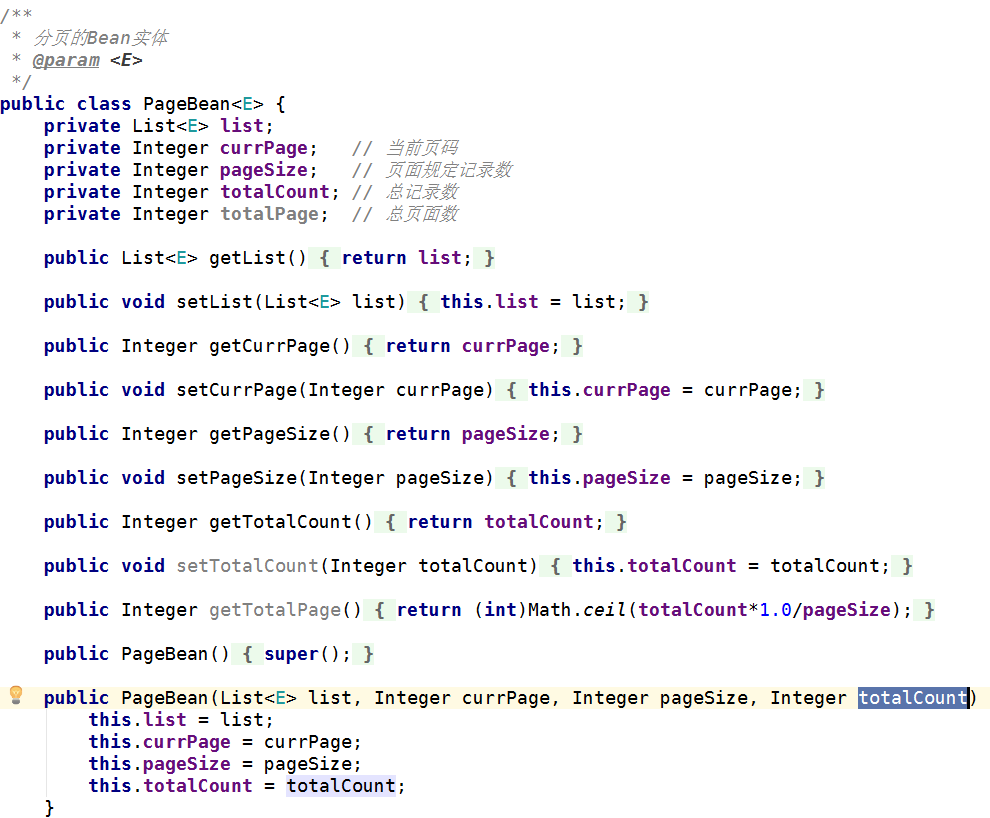 /**
 * 分页的Bean实体
 * @param <E>
 */
public class PageBean<E> {
    private List<E> list;
    private Integer currPage;   // 当前页码
    private Integer pageSize;   // 页面规定记录数
    private Integer totalCount; // 总记录数
    private Integer totalPage;  // 总页面数
    public List<E> getList() { return list; }
    public void setList(List<E> list) { this.list = list; }
    public Integer getCurrPage() { return currPage; }
    public void setCurrPage(Integer currPage) { this.currPage = currPage; }
    public Integer getPageSize() { return pageSize; }
    public void setPageSize(Integer pageSize) { this.pageSize = pageSize; }
    public Integer getTotalCount() { return totalCount; }
    public void setTotalCount(Integer totalCount) { this.totalCount = totalCount; }
    public Integer getTotalPage() { return (int)Math.ceil(totalCount*1.0/pageSize); }
    public PageBean() { super(); }
    public PageBean(List<E> list, Integer currPage, Integer pageSize, Integer totalCount)
        this.list = list;
        this.currPage = currPage;
        this.pageSize = pageSize;
        this.totalCount = totalCount;
    }